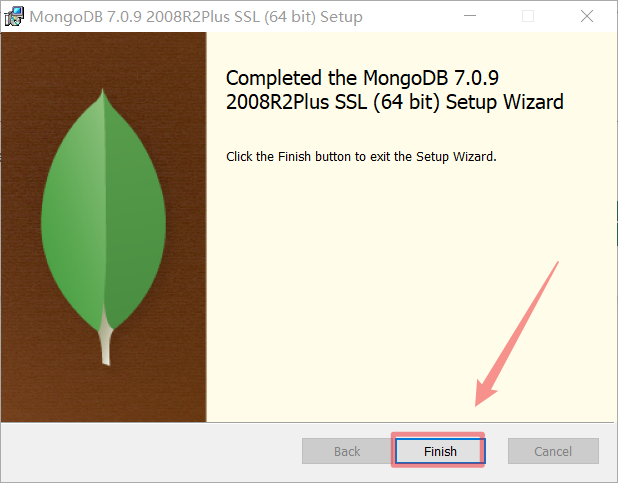 MongoDB 7.0.9 2008R2Plus SSL (64 bit) Setup
Completed the MongoDB 7.0.9
2008R2Plus SSL (64 bit) Setup Wizard
Click the Finish button to exit the Setup Wizard.
Back
Finish
Cancel